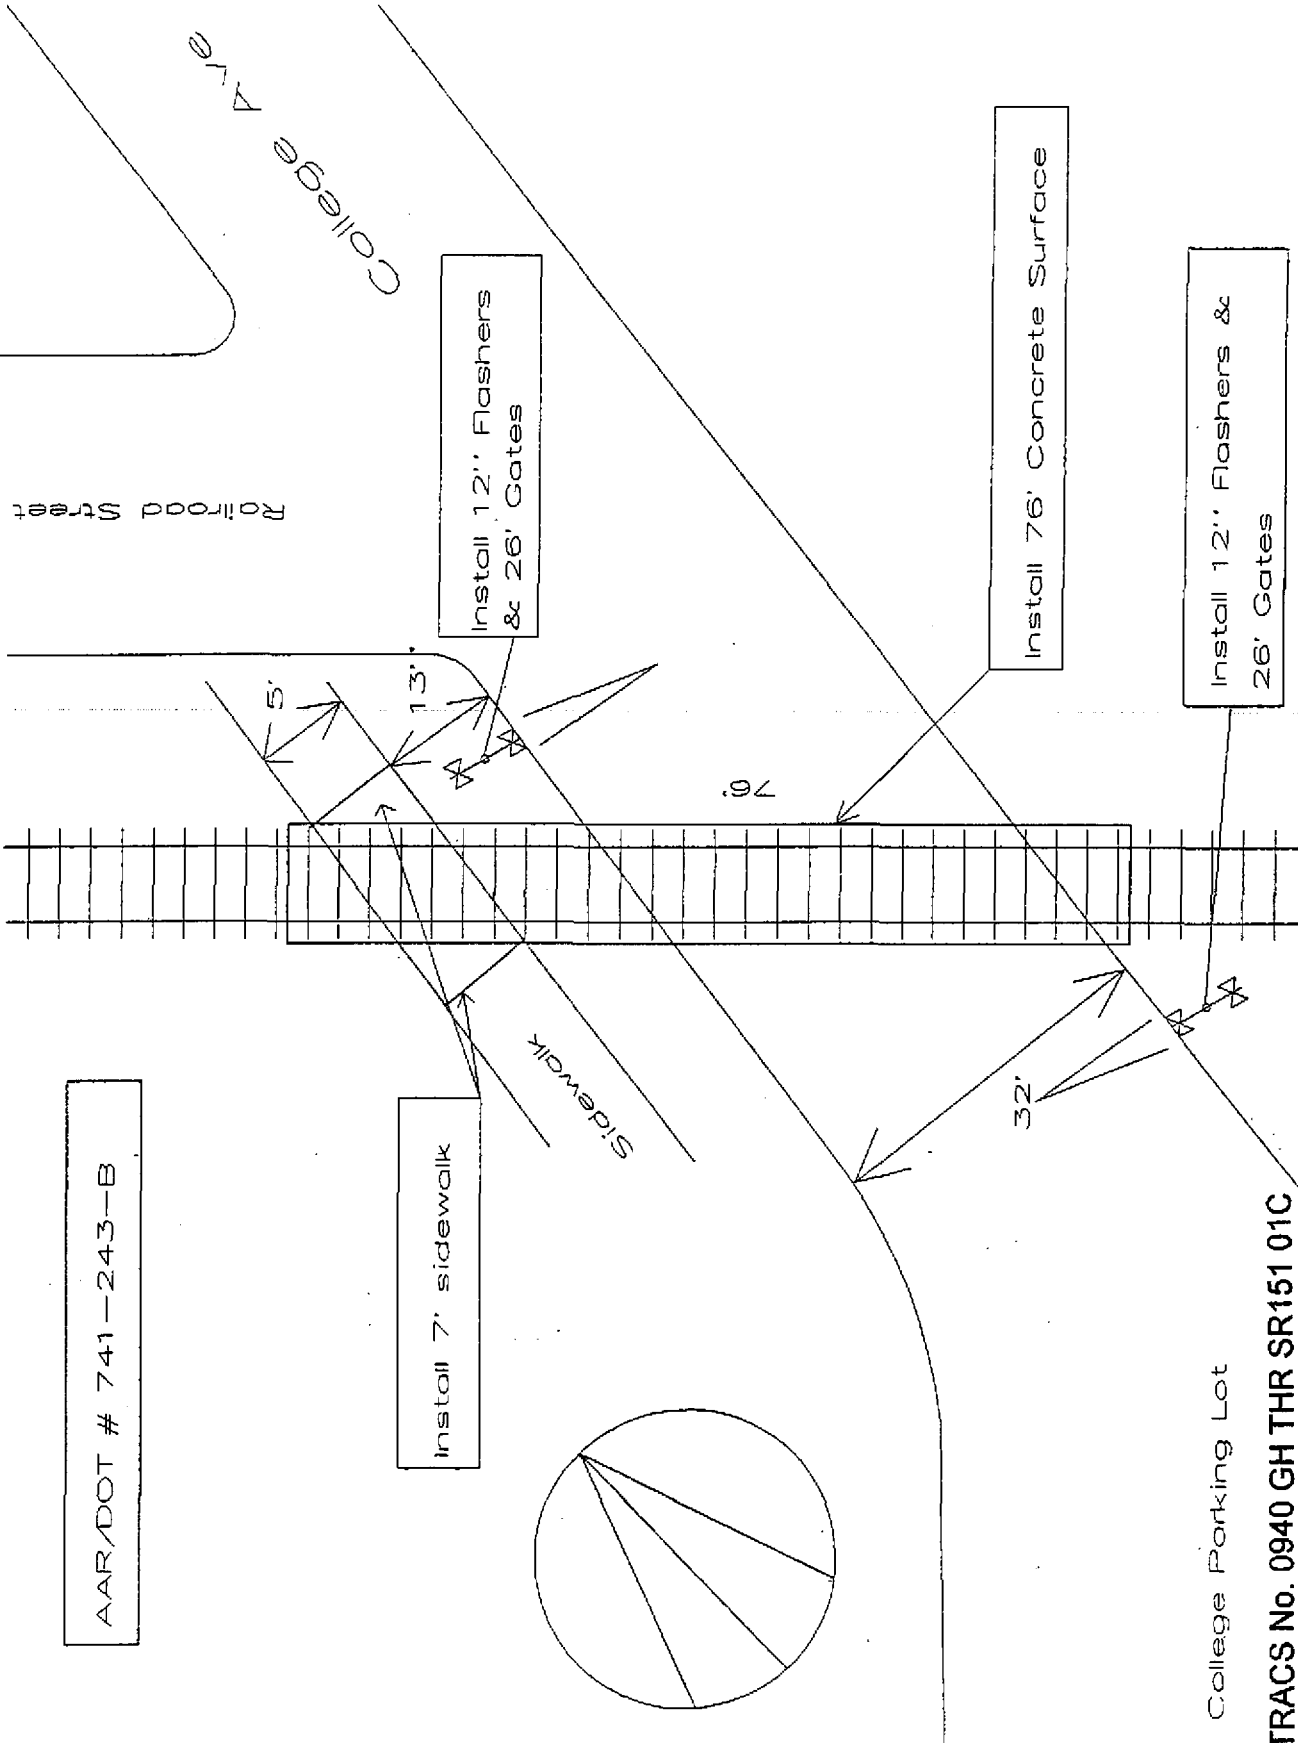 AAR/DOT # 741-243-B
Install 7' sidewalk
Sidewalk
5'
13'
Railroad Street
College Ave
Install 12'' Flashers
& 26' Gates
76'
Install 76' Concrete Surface
32'
Install 12'' Flashers &
26' Gates
College Parking Lot
TRACS No. 0940 GH THR SR151 01C